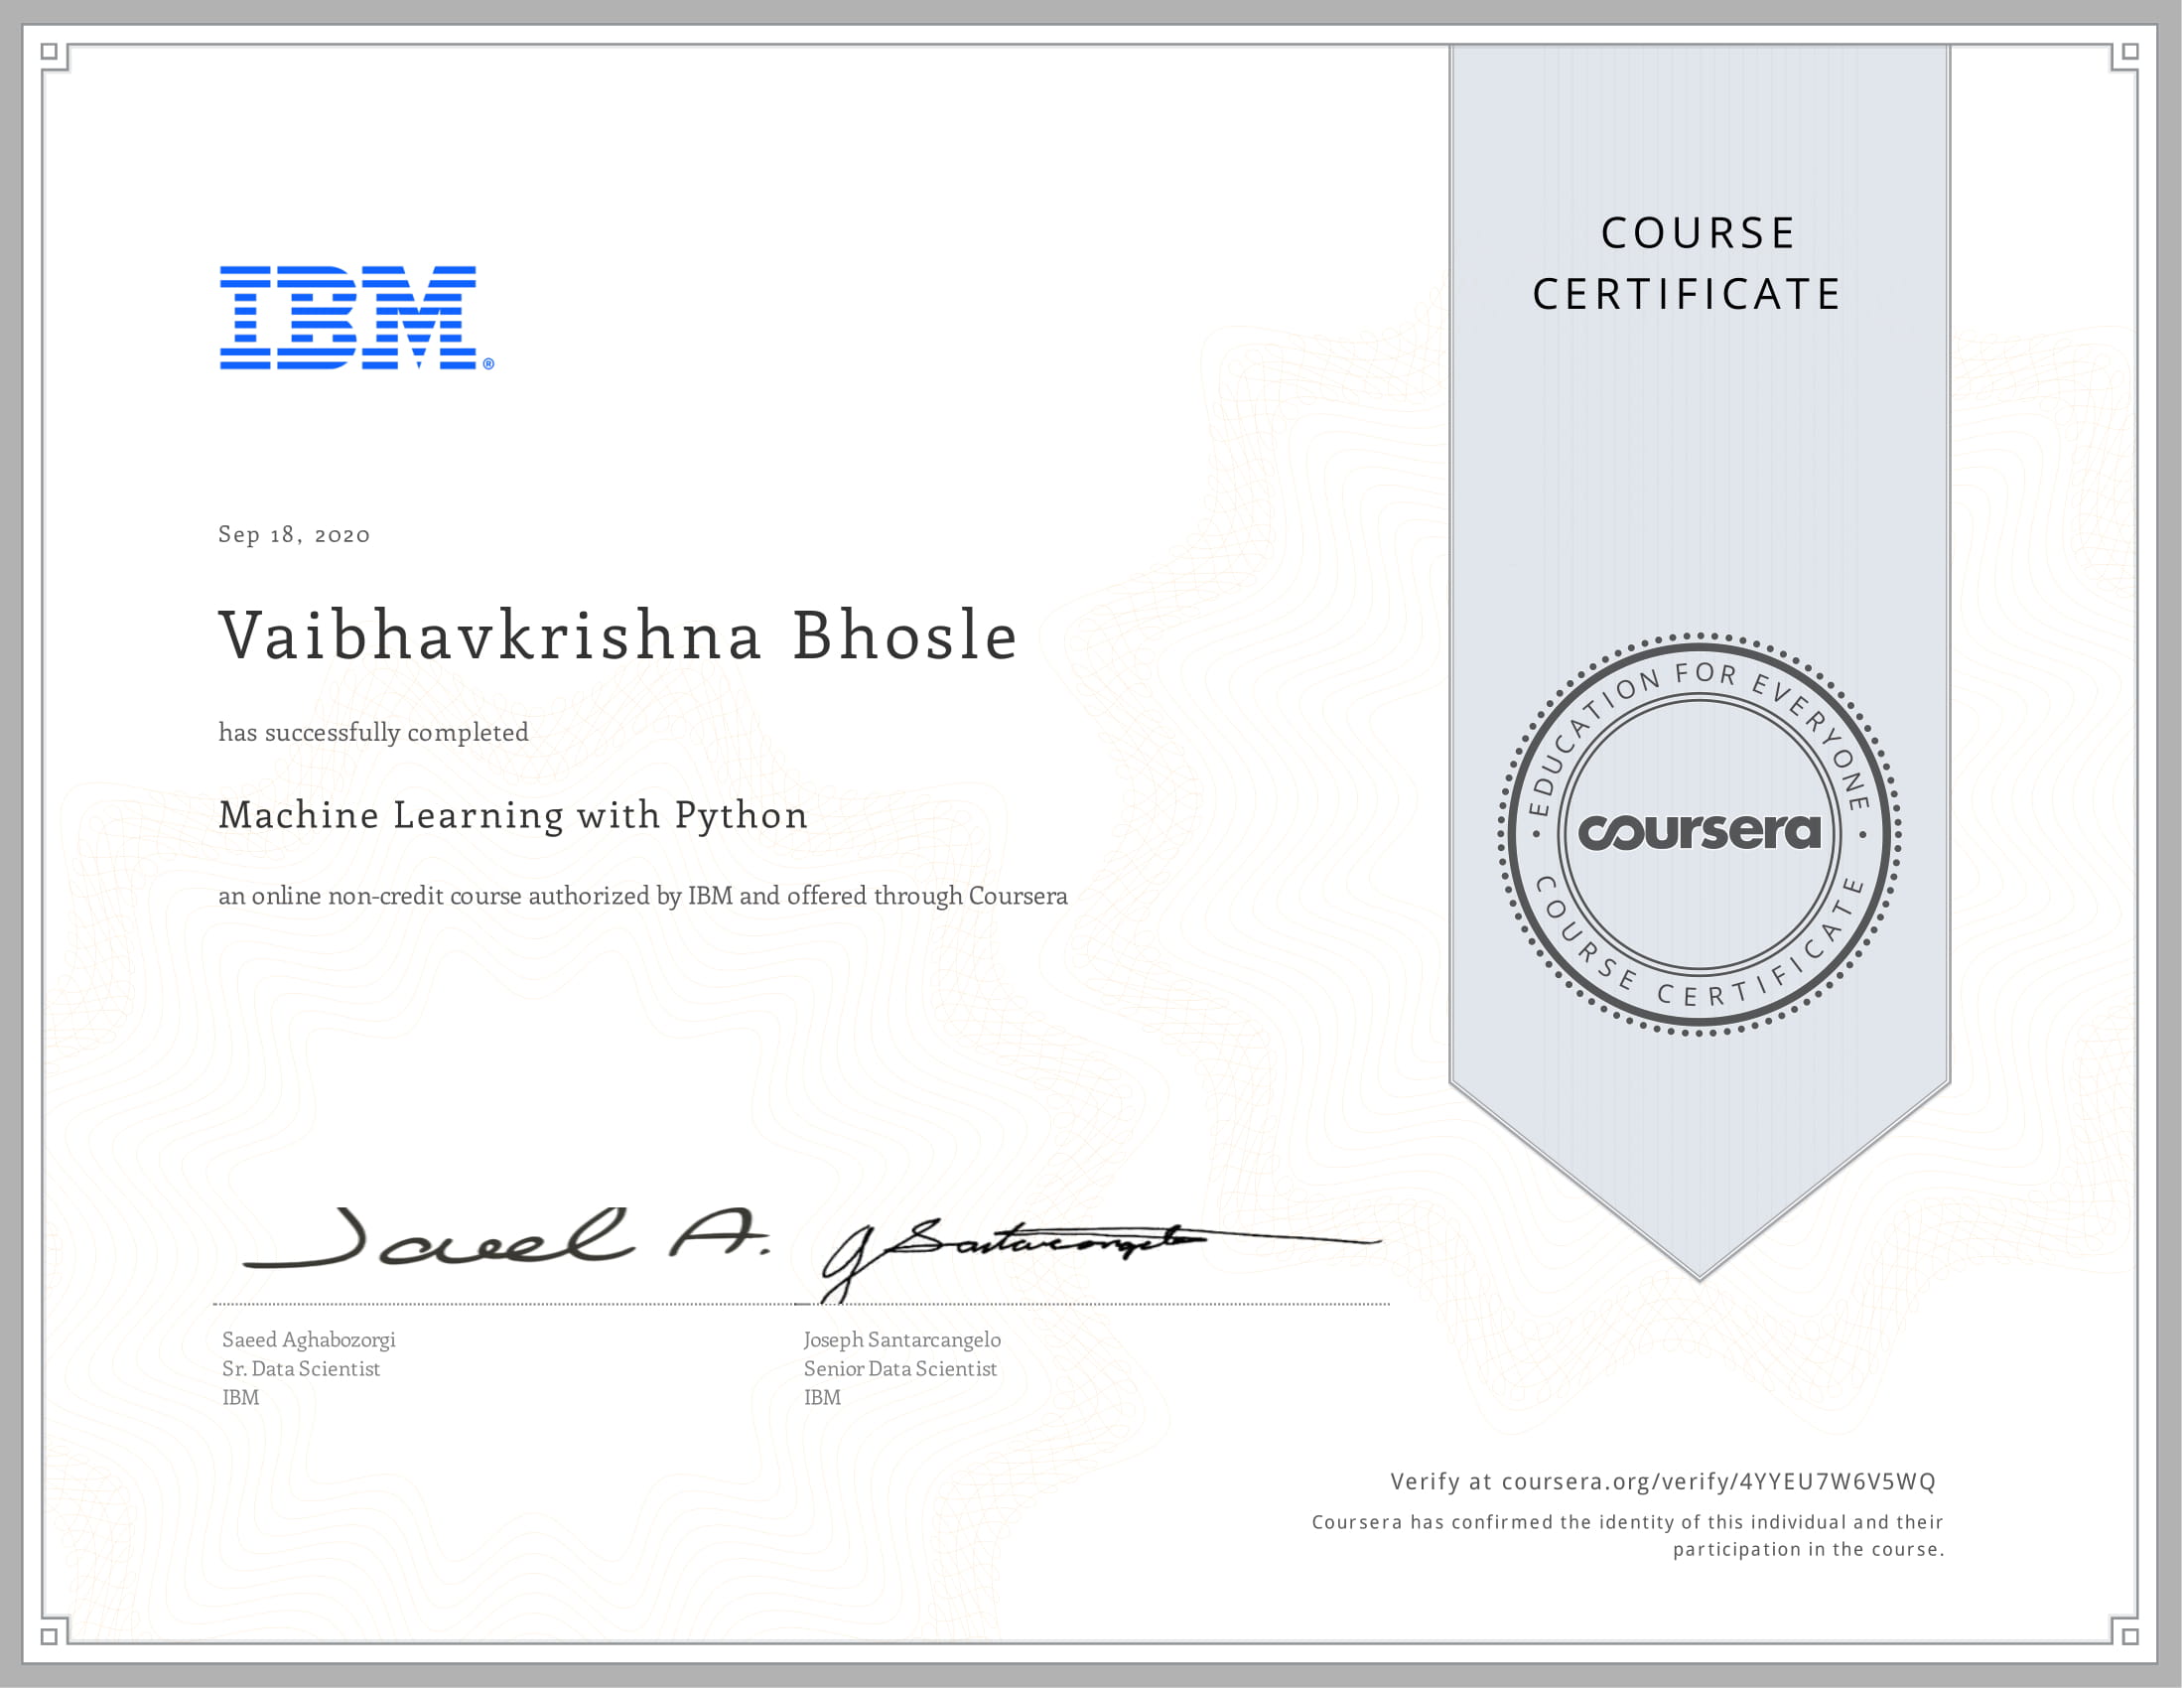 IBM®
COURSE
CERTIFICATE
Sep 18, 2020
Vaibhavkrishna Bhosle
has successfully completed
Machine Learning with Python
an online non-credit course authorized by IBM and offered through Coursera
• EDUCATION FOR EVERYONE •
coursera
COURSE CERTIFICATE
Saeed A.
J Santarcangelo
Saeed Aghabozorgi
Sr. Data Scientist
IBM
Joseph Santarcangelo
Senior Data Scientist
IBM
Verify at coursera.org/verify/4YYEU7W6V5WQ
Coursera has confirmed the identity of this individual and their
participation in the course.